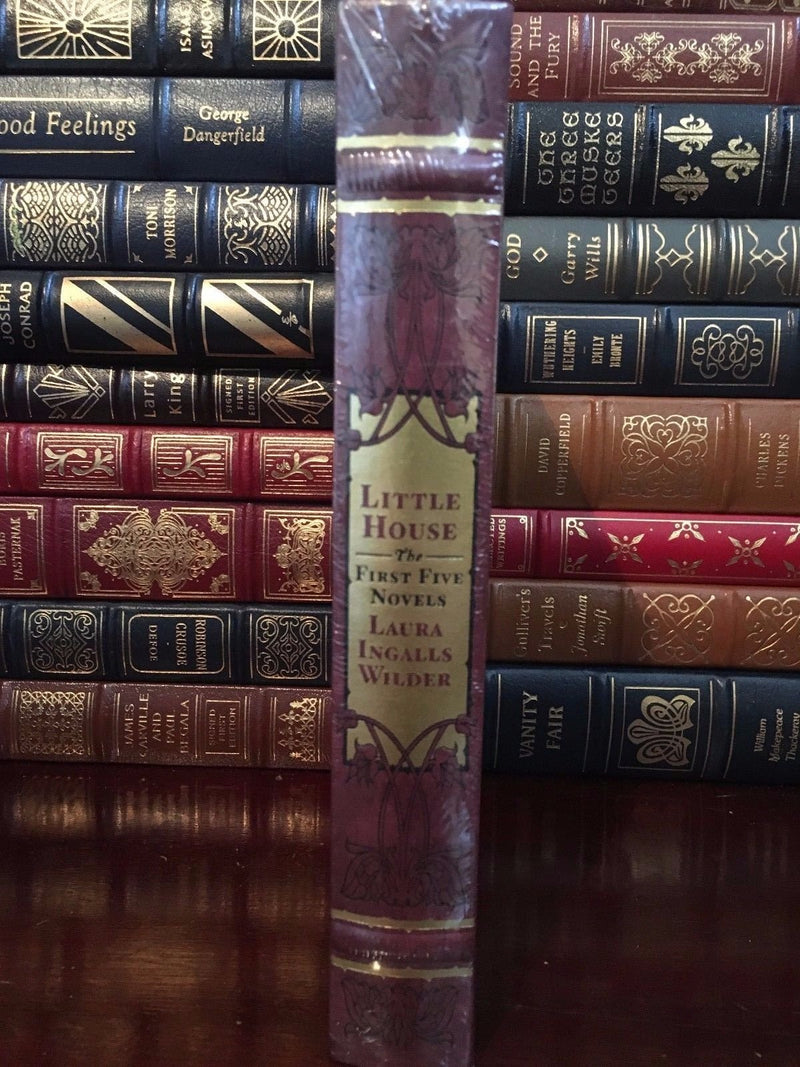 ISAAC
ASIMOV
ood Feelings
George
Dangerfield
TONI
MORRISON
JOSEPH
CONRAD
Larry
King
SIGNED
FIRST
EDITION
BORIS
PASTERNAK
ROBINSON
CRUSOE
DEFOE
JAMES
CARVILLE
AND
PAUL
BEGALA
SIGNED
FIRST
EDITION
LITTLE
HOUSE
The
FIRST FIVE
NOVELS
LAURA
INGALLS
WILDER
SOUND
AND THE
FURY
THE
THREE
MUSKE
TEERS
GOD
Garry
Wills
WUTHERING
HEIGHTS
EMILY
BRONTE
DAVID
COPPERFIELD
CHARLES
DICKENS
WRITINGS
Gulliver's
Travels
Jonathan
Swift
VANITY
FAIR
William
Makepeace
Thackeray